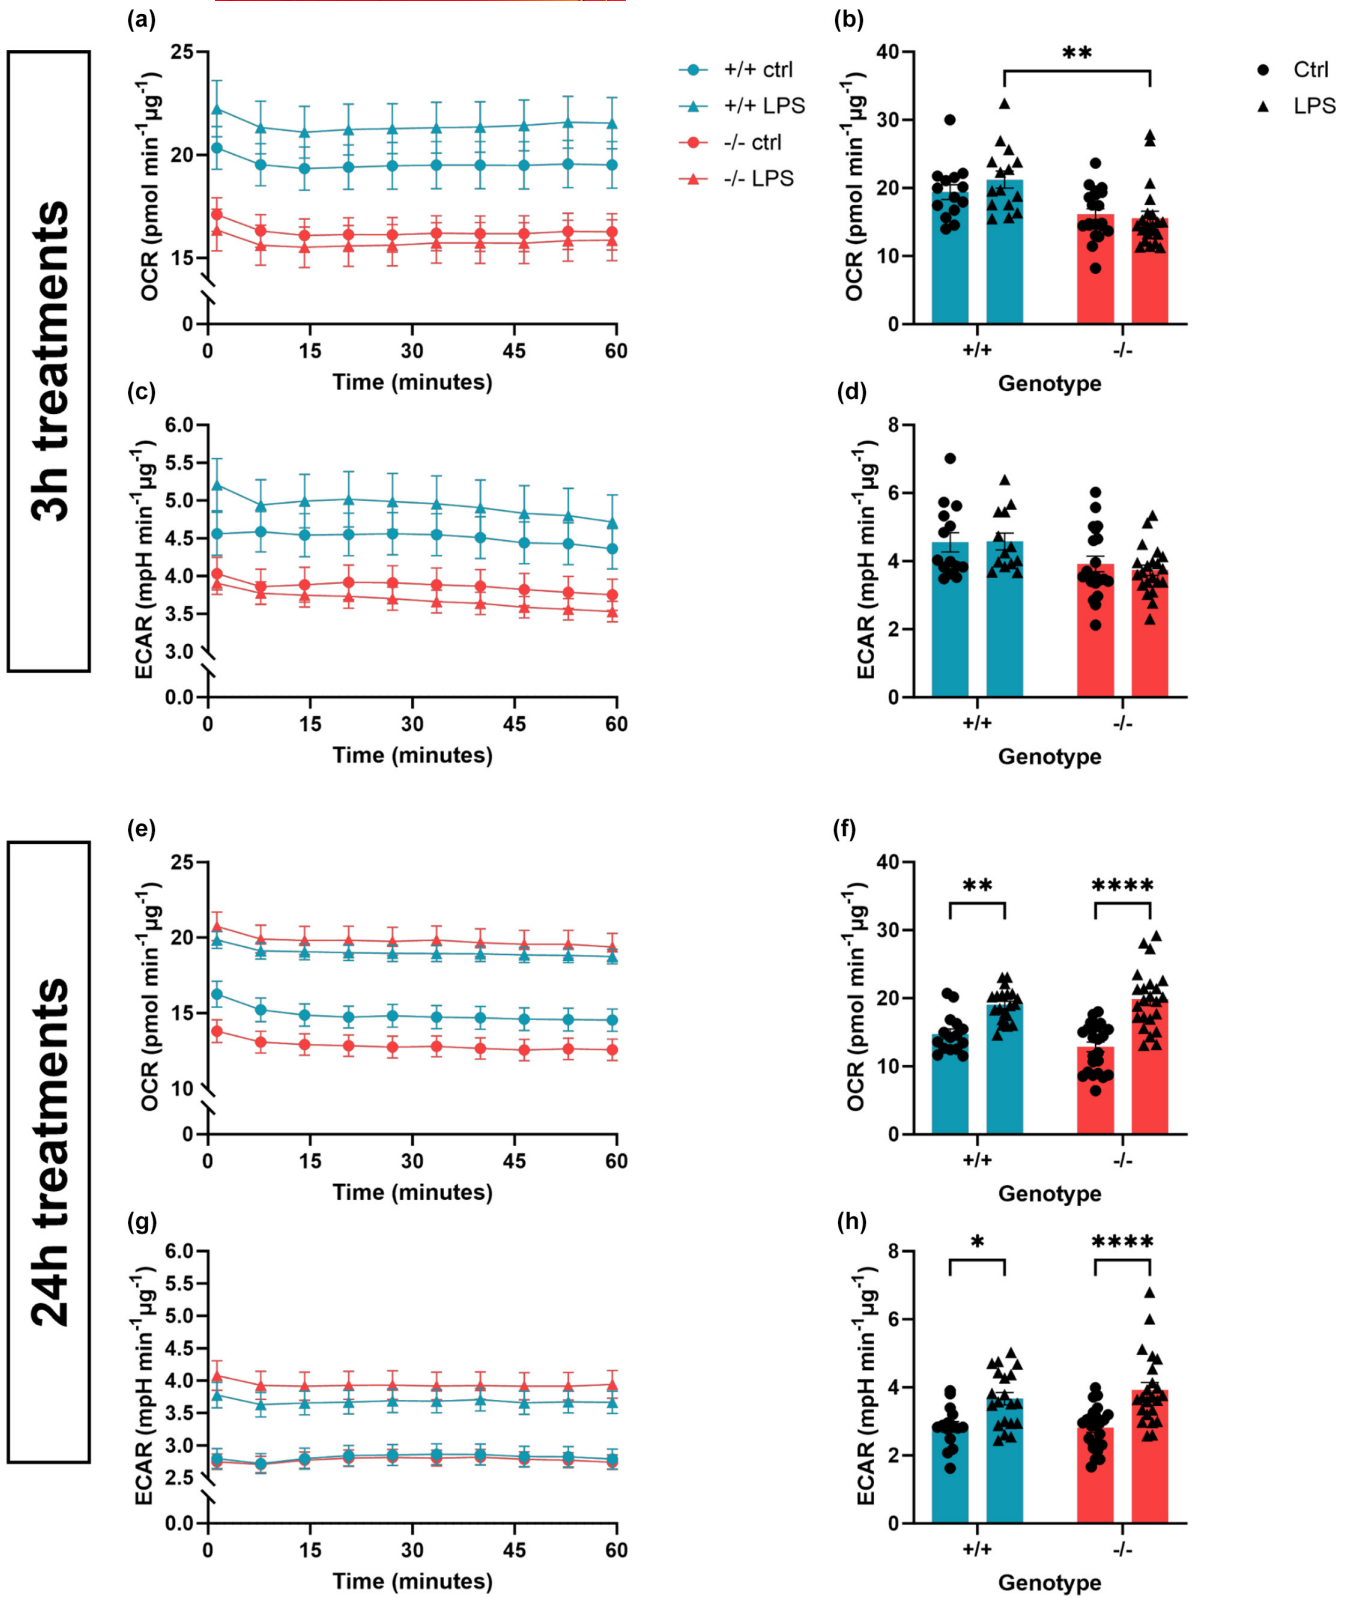 3h treatments
(a)
25
20
15
0
OCR (pmol min-1µg-1)
0 15 30 45 60
Time (minutes)
+/+ ctrl
+/+ LPS
-/- ctrl
-/- LPS
(b)
40
30
20
10
0
OCR (pmol min-1µg-1)
**
+/+ -/-
Genotype
Ctrl
LPS
(c)
6.0
5.5
5.0
4.5
4.0
3.5
3.0
0.0
ECAR (mpH min-1µg-1)
0 15 30 45 60
Time (minutes)
(d)
8
6
4
2
0
ECAR (mpH min-1µg-1)
+/+ -/-
Genotype
24h treatments
(e)
25
20
15
10
0
OCR (pmol min-1µg-1)
0 15 30 45 60
Time (minutes)
(f)
40
30
20
10
0
OCR (pmol min-1µg-1)
** ****
+/+ -/-
Genotype
(g)
6.0
5.5
5.0
4.5
4.0
3.5
3.0
2.5
0.0
ECAR (mpH min-1µg-1)
0 15 30 45 60
Time (minutes)
(h)
8
6
4
2
0
ECAR (mpH min-1µg-1)
* ****
+/+ -/-
Genotype